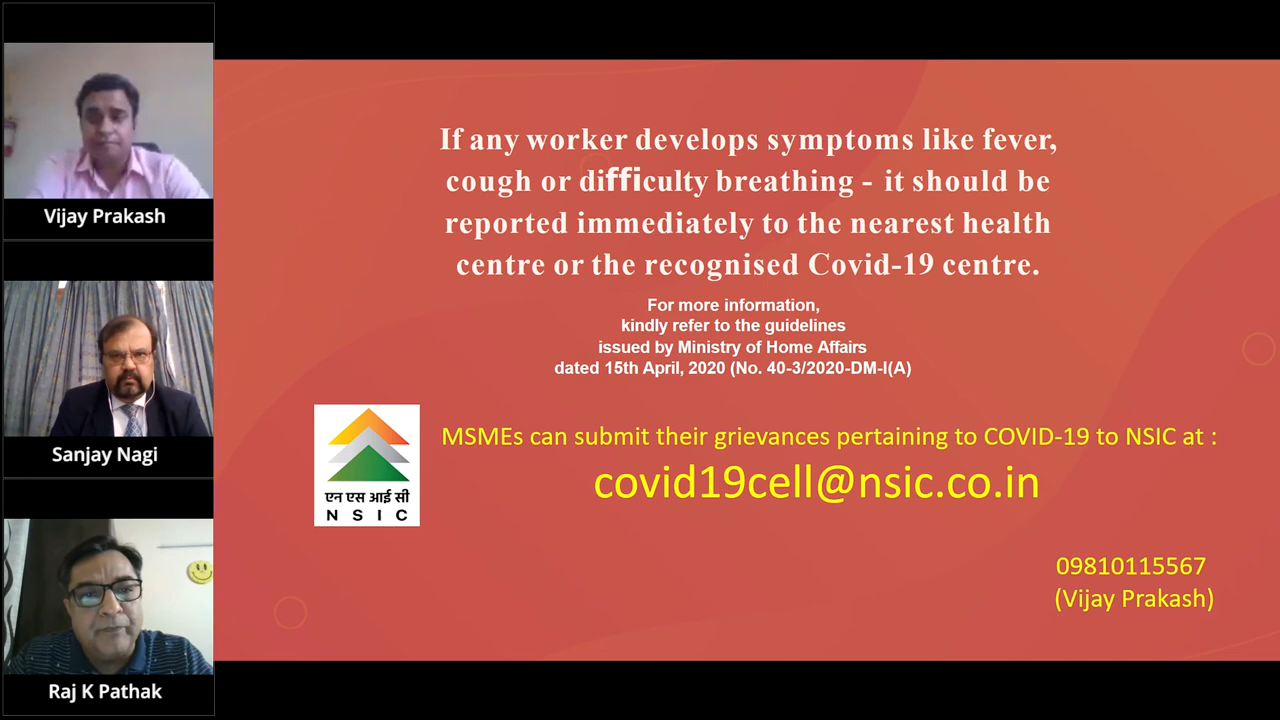 Vijay Prakash
Sanjay Nagi
Raj K Pathak
If any worker develops symptoms like fever,
cough or difficulty breathing - it should be
reported immediately to the nearest health
centre or the recognised Covid-19 centre.
For more information,
kindly refer to the guidelines
issued by Ministry of Home Affairs
dated 15th April, 2020 (No. 40-3/2020-DM-I(A)
एन एस आई सी
N S I C
MSMEs can submit their grievances pertaining to COVID-19 to NSIC at :
covid19cell@nsic.co.in
09810115567
(Vijay Prakash)